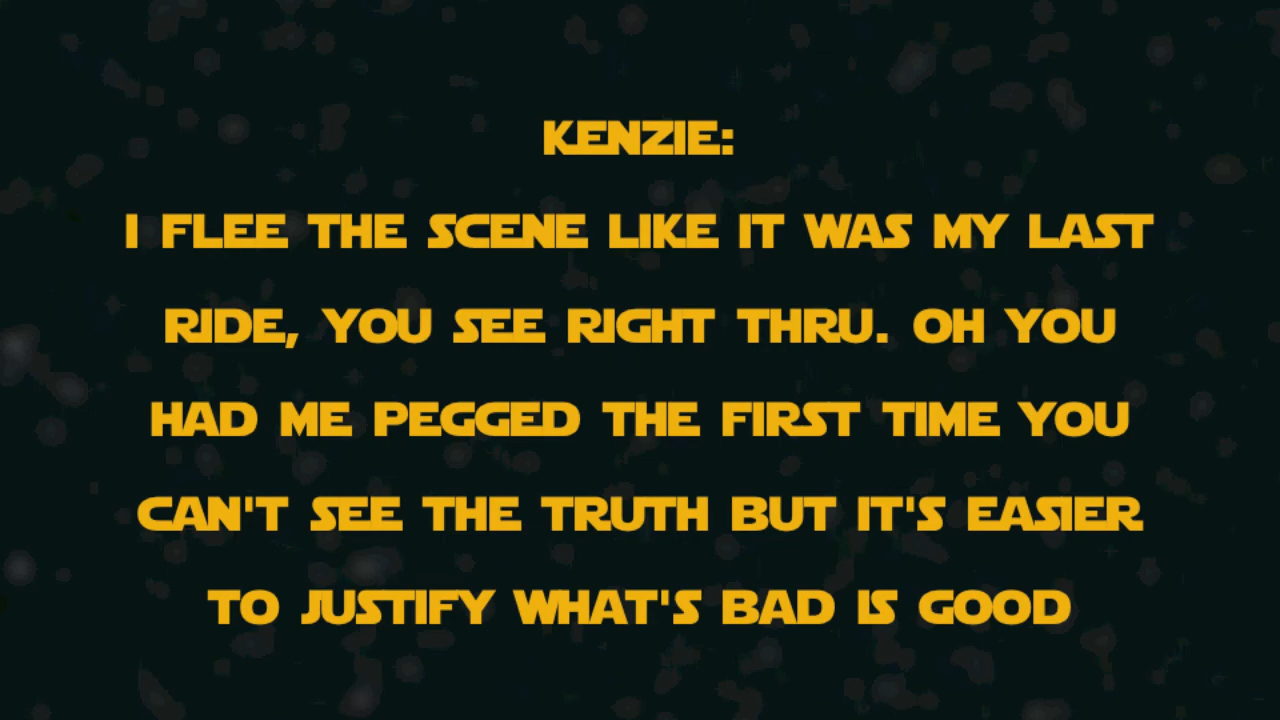 KENZIE:
I FLEE THE SCENE LIKE IT WAS MY LAST
RIDE, YOU SEE RIGHT THRU. OH YOU
HAD ME PEGGED THE FIRST TIME YOU
CAN'T SEE THE TRUTH BUT IT'S EASIER
TO JUSTIFY WHAT'S BAD IS GOOD